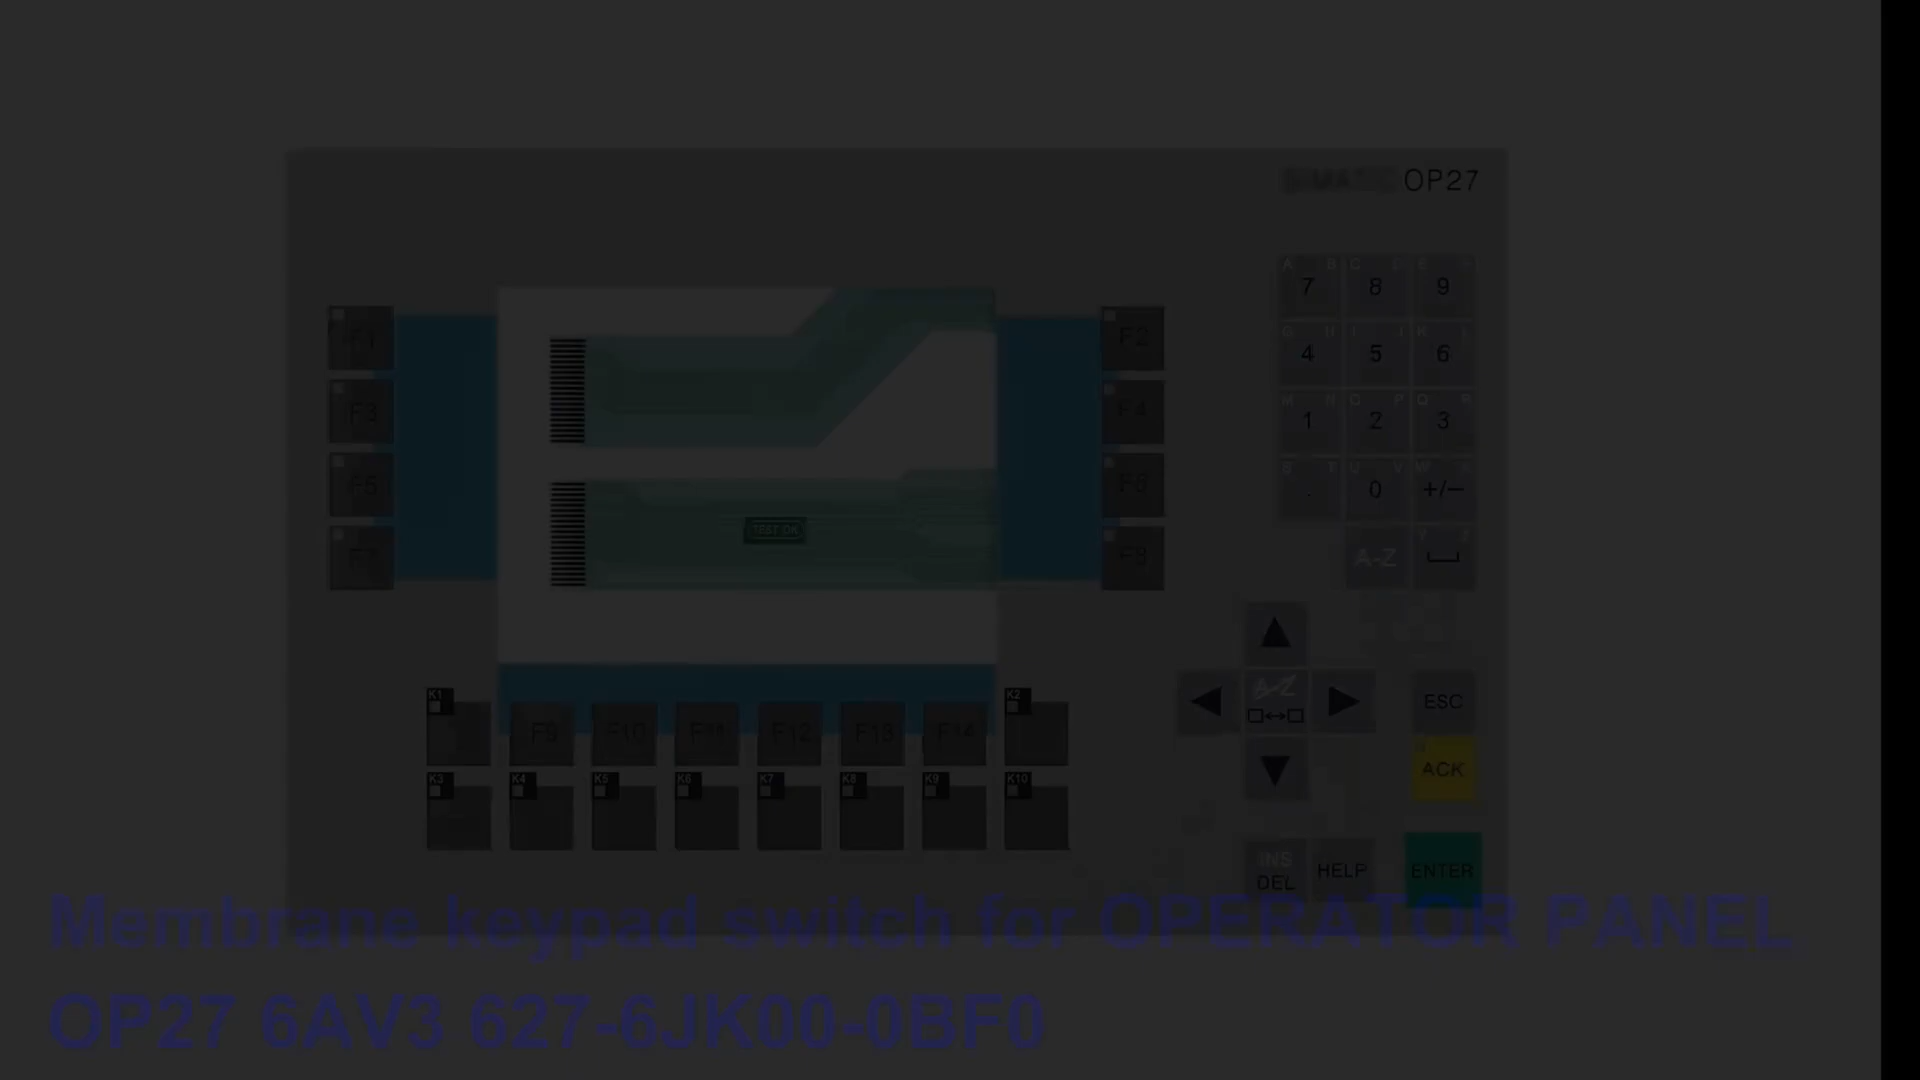 OP27
A B C E
7 8 9
F1 F2
G H I J K L
4 5 6
F3 F4
M N O P Q R
1 2 3
F5 F6
S T U V W
. 0 +/−
TEST OK
F8
A-Z
K1 K2
A-Z
ESC
F9 F10 F11 F12 F13 F14
ACK
K3 K4 K5 K6 K7 K8 K9 K10
INS
DEL
HELP
ENTER
Membrane keypad switch for OPERATOR PANEL
OP27 6AV3 627-6JK00-0BF0